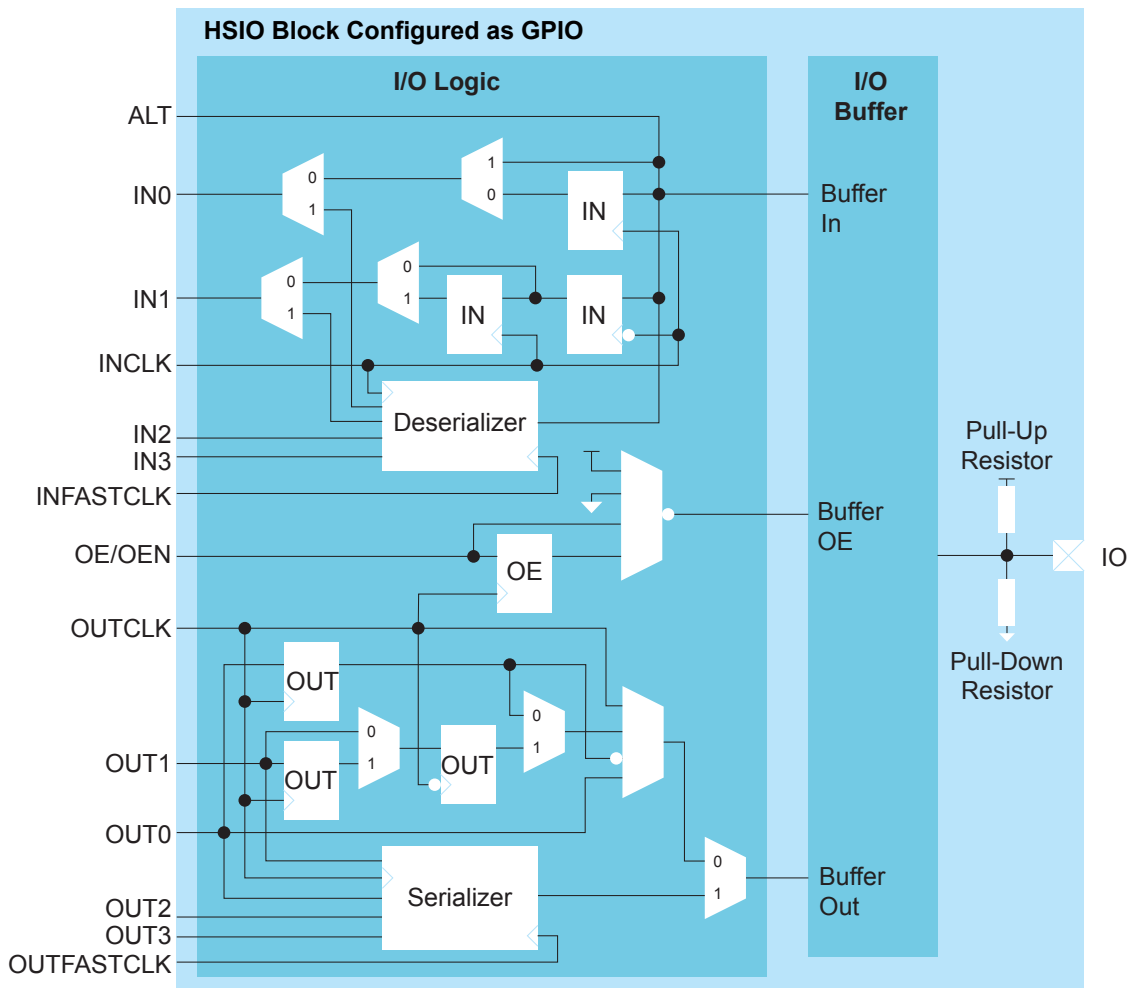 HSIO Block Configured as GPIO
I/O Logic
I/O
Buffer
ALT
1
0
IN0
0
1
IN
Buffer
In
0
IN1
0
1
1
IN
IN
INCLK
Deserializer
IN2
IN3
INFASTCLK
Pull-Up
Resistor
Buffer
OE
OE/OEN
OE
IO
OUTCLK
Pull-Down
Resistor
OUT
0
1
0
1
OUT1
OUT
OUT
OUT0
0
1
Serializer
Buffer
Out
OUT2
OUT3
OUTFASTCLK